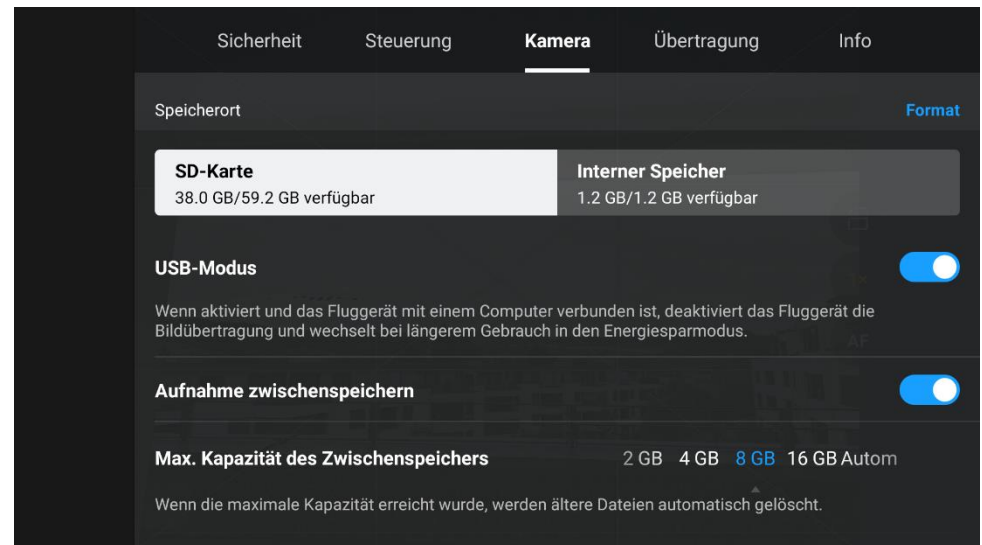 Sicherheit Steuerung Kamera Übertragung Info
Speicherort Format
SD-Karte Interner Speicher
38.0 GB/59.2 GB verfügbar 1.2 GB/1.2 GB verfügbar
USB-Modus
Wenn aktiviert und das Fluggerät mit einem Computer verbunden ist, deaktiviert das Fluggerät die
Bildübertragung und wechselt bei längerem Gebrauch in den Energiesparmodus.
AF
Aufnahme zwischenspeichern
Max. Kapazität des Zwischenspeichers 2 GB 4 GB 8 GB 16 GB Autom
Wenn die maximale Kapazität erreicht wurde, werden ältere Dateien automatisch gelöscht.